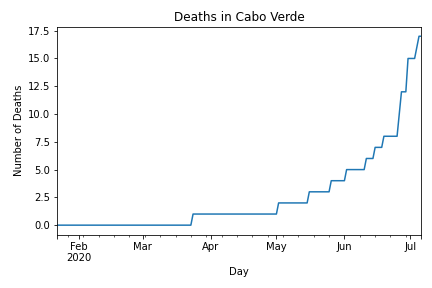 Deaths in Cabo Verde
Number of Deaths
17.5
15.0
12.5
10.0
7.5
5.0
2.5
0.0
Feb
2020
Mar
Apr
May
Jun
Jul
Day